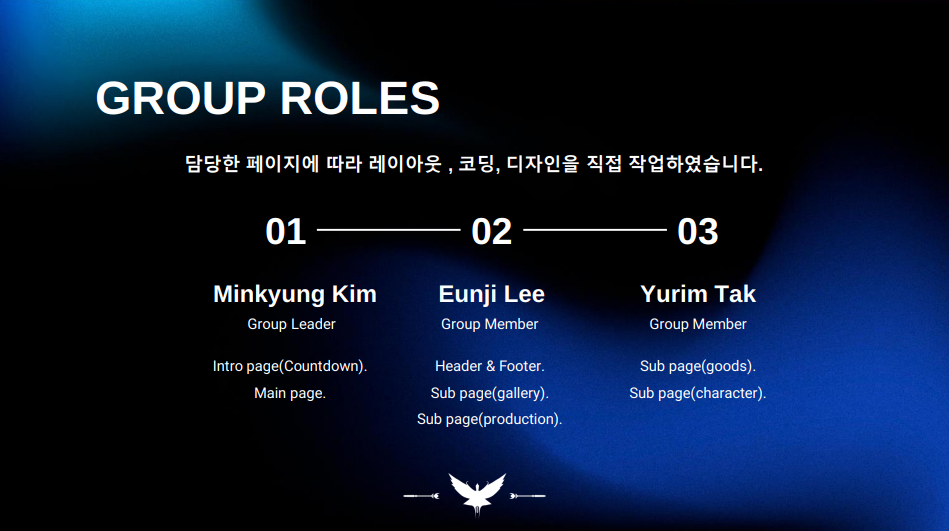 GROUP ROLES
담당한 페이지에 따라 레이아웃 , 코딩, 디자인을 직접 작업하였습니다.
01
02
03
Minkyung Kim
Eunji Lee
Yurim Tak
Group Leader
Group Member
Group Member
Intro page(Countdown).
Header & Footer.
Sub page(goods).
Main page.
Sub page(gallery).
Sub page(character).
Sub page(production).